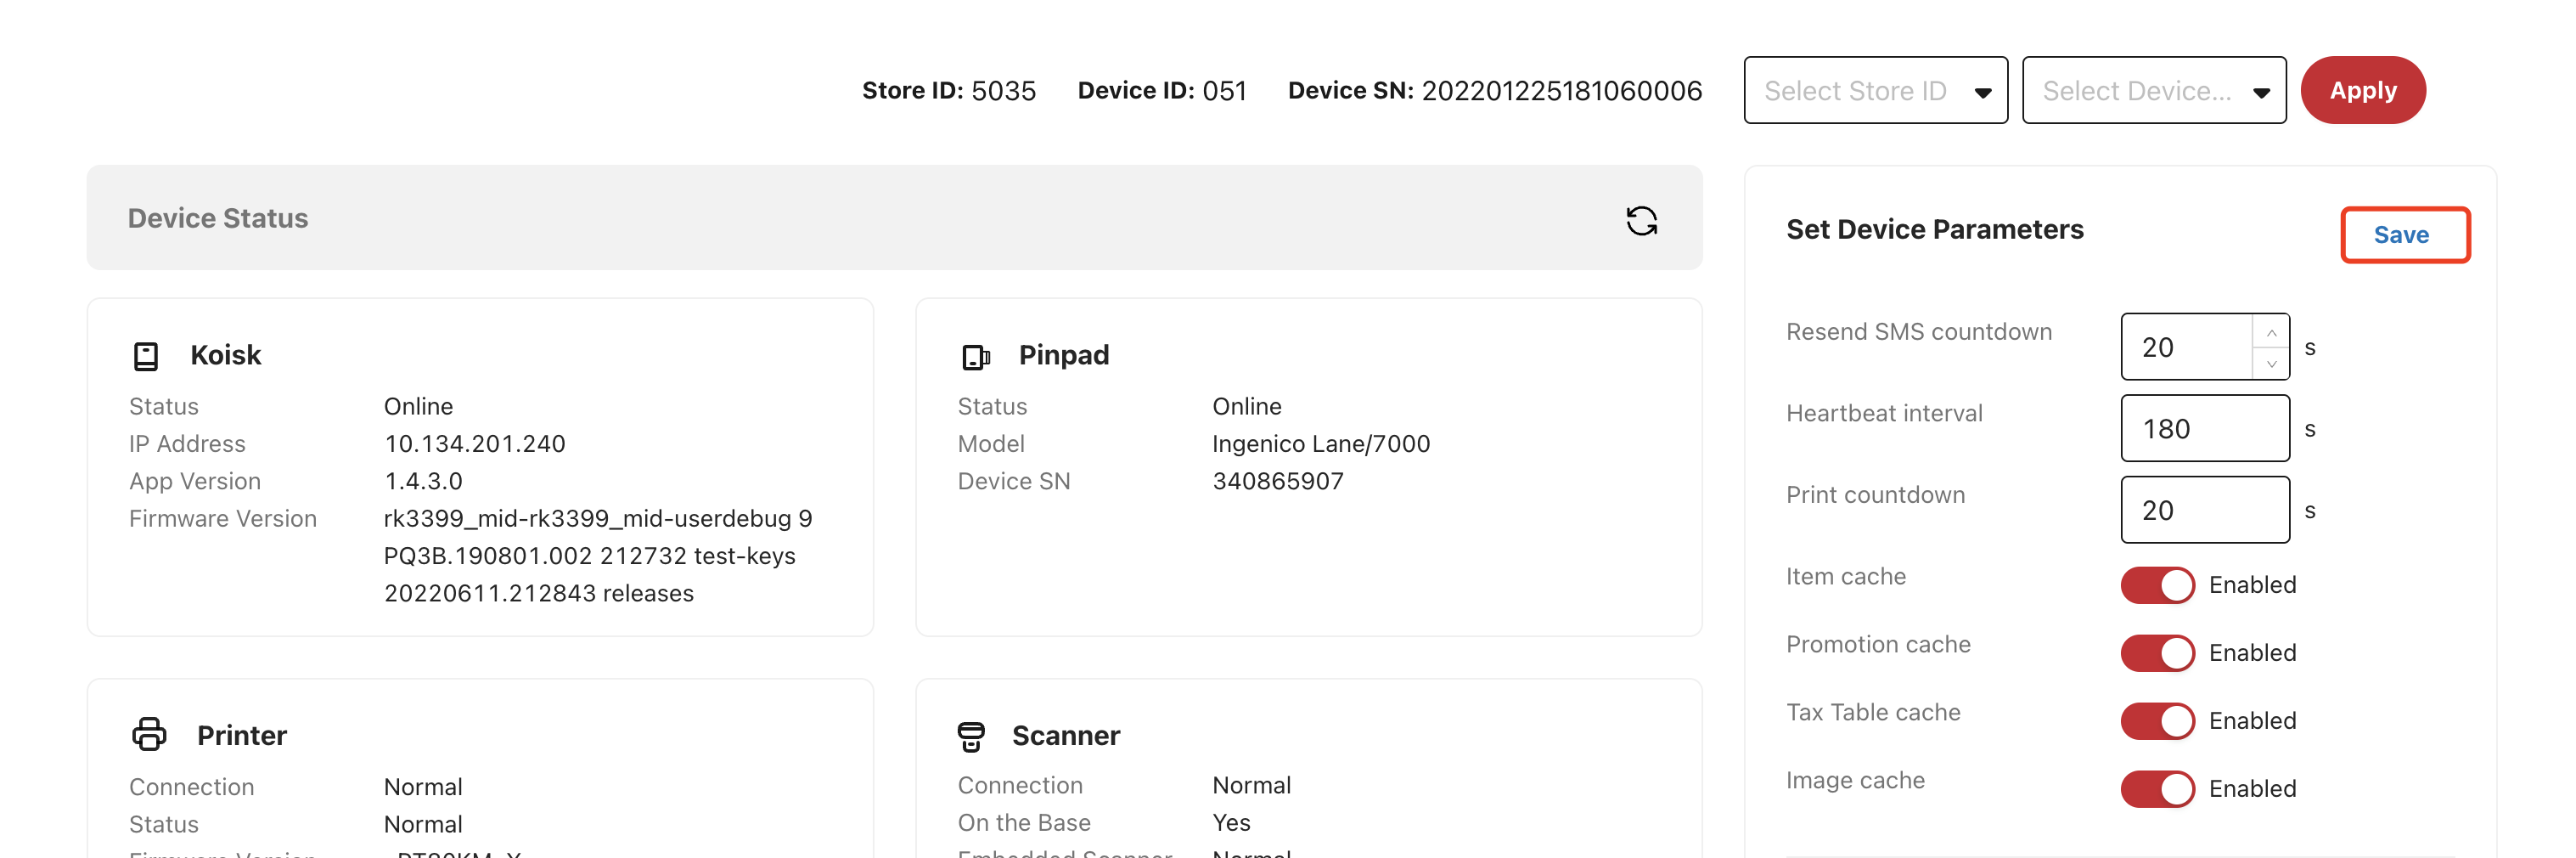 Store ID: 5035 Device ID: 051 Device SN: 202201225181060006 Select Store ID Select Device... Apply
Device Status
Koisk
Status Online
IP Address 10.134.201.240
App Version 1.4.3.0
Firmware Version rk3399_mid-rk3399_mid-userdebug 9
PQ3B.190801.002 212732 test-keys
20220611.212843 releases
Pinpad
Status Online
Model Ingenico Lane/7000
Device SN 340865907
Printer
Connection Normal
Status Normal
Firmware Version
Scanner
Connection Normal
On the Base Yes
Embedded Scanner Normal
Set Device Parameters Save
Resend SMS countdown 20 s
Heartbeat interval 180 s
Print countdown 20 s
Item cache Enabled
Promotion cache Enabled
Tax Table cache Enabled
Image cache Enabled